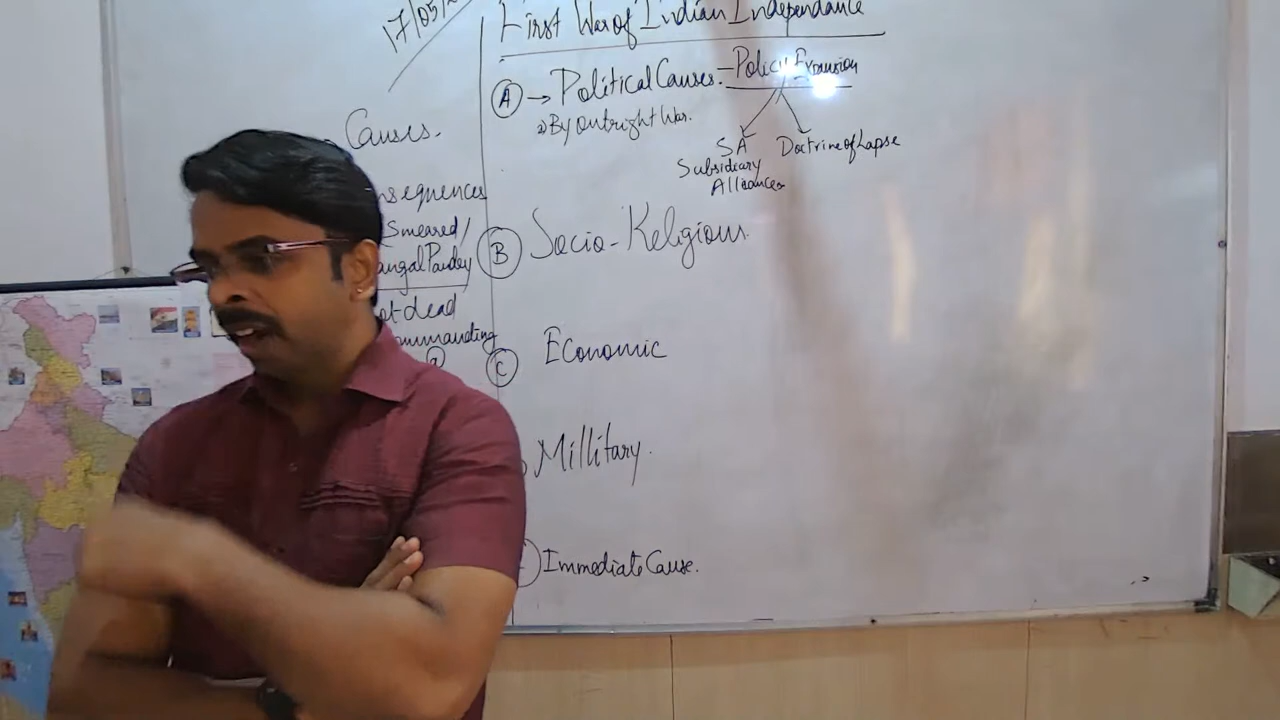 17/05/
First War of Indian Independance
A → Political Causes. – Policy Expansion
a) By Outright War.
SA
Subsidiary
Alliances
Doctrine of Lapse
Causes.
nsequences
Smeared/
angal Pandey
ot-dead
ommanding
a
B Socio-Religious.
C Economic
Millitary.
Immediate Cause.